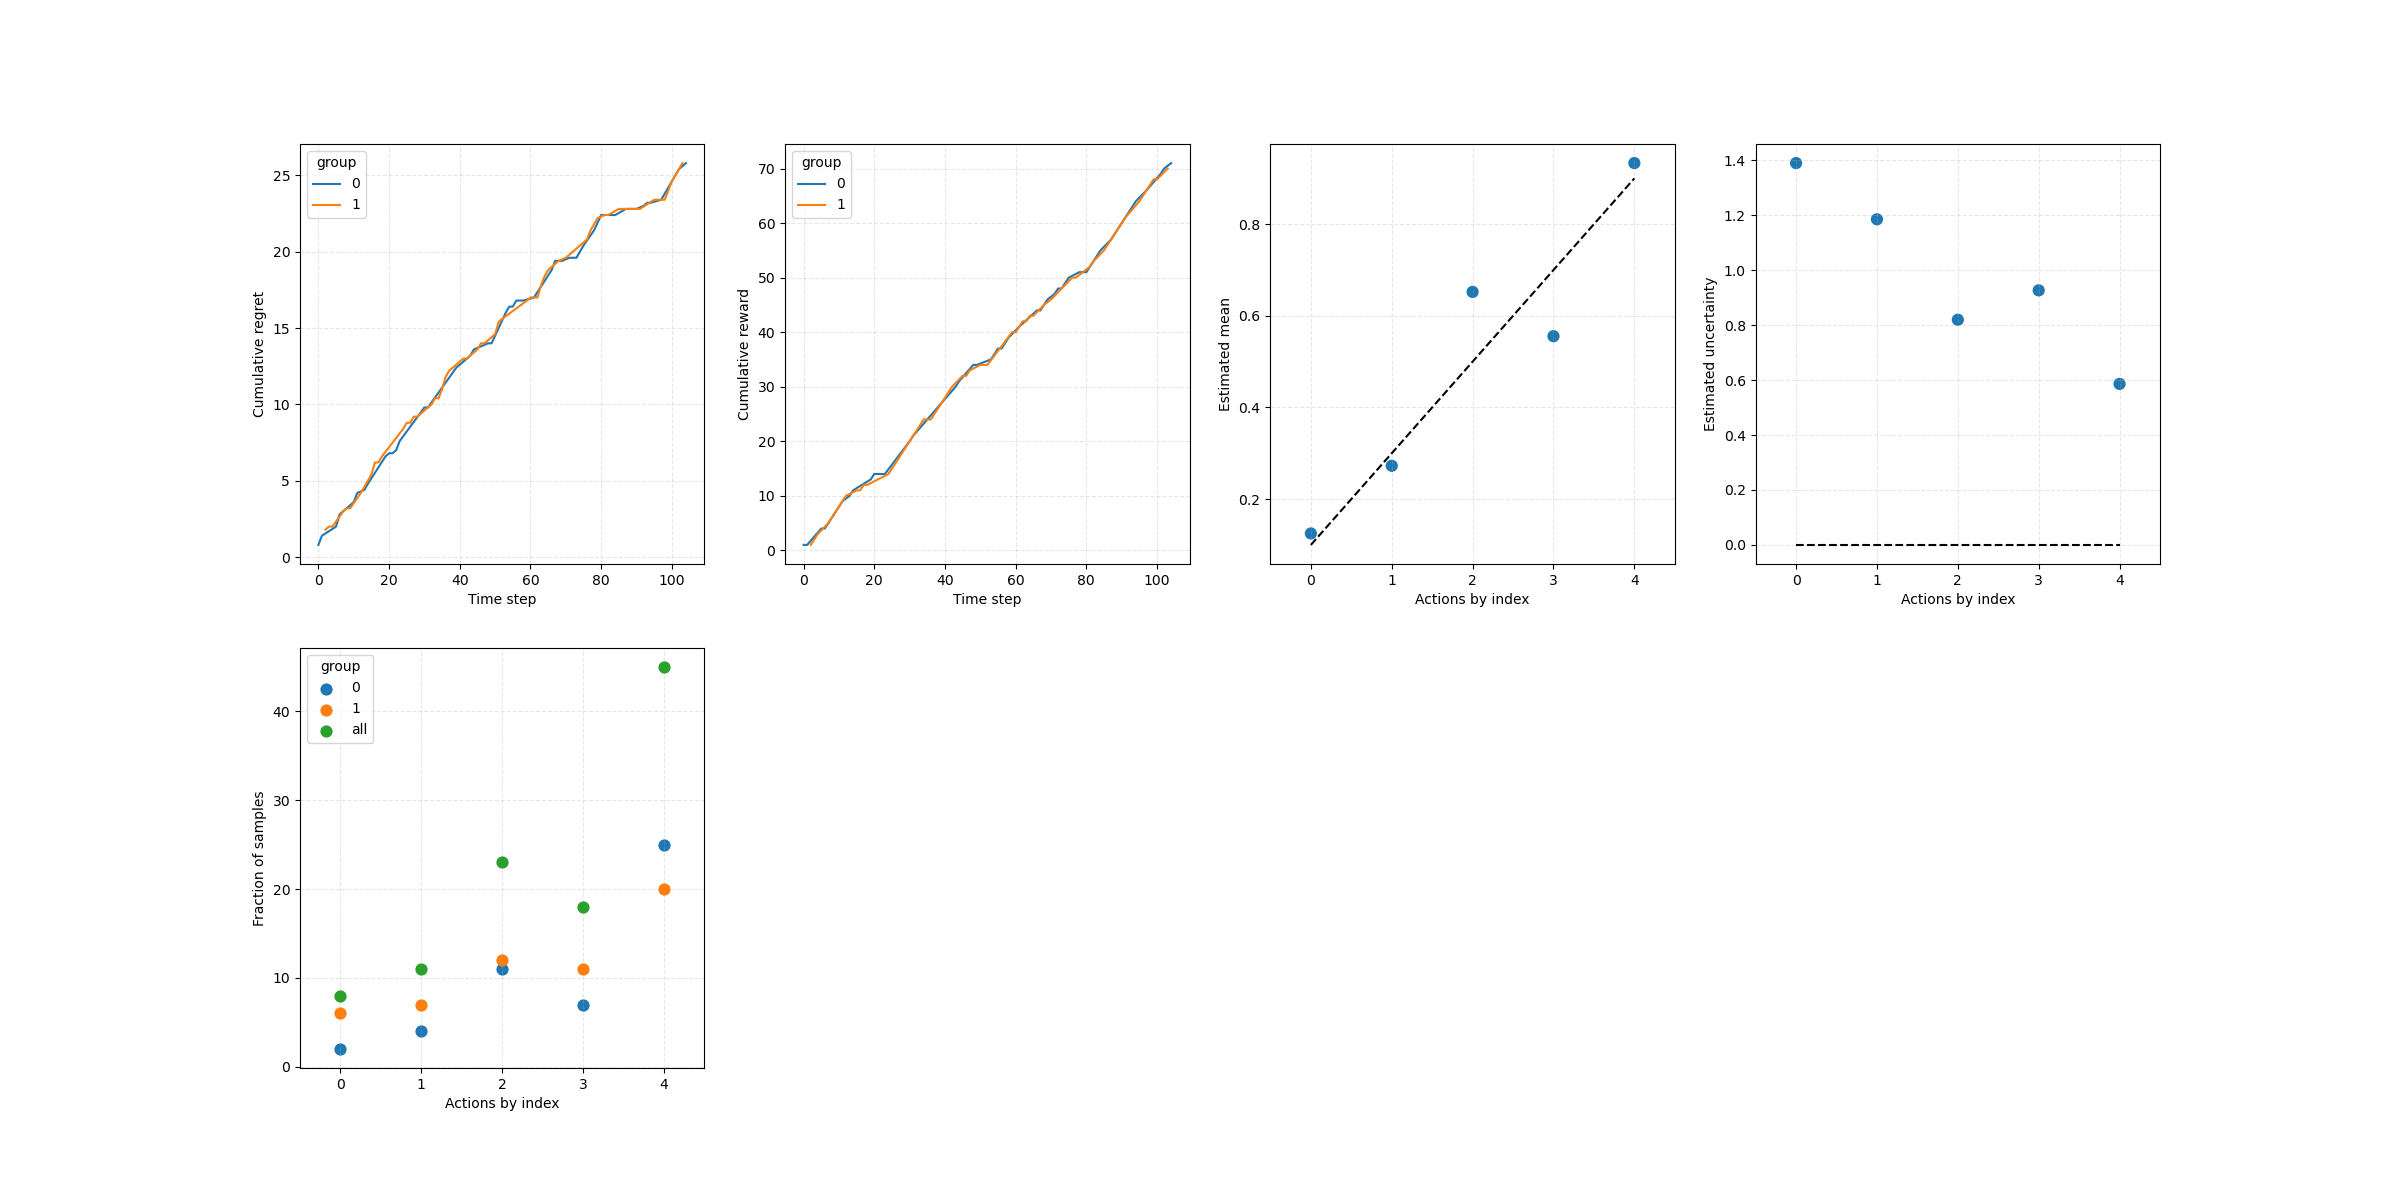 group
0
1
25
20
15
10
5
0
Cumulative regret
0 20 40 60 80 100
Time step
group
0
1
70
60
50
40
30
20
10
0
Cumulative reward
0 20 40 60 80 100
Time step
0.8
0.6
0.4
0.2
Estimated mean
0 1 2 3 4
Actions by index
1.4
1.2
1.0
0.8
0.6
0.4
0.2
0.0
Estimated uncertainty
0 1 2 3 4
Actions by index
group
0
1
all
40
30
20
10
0
Fraction of samples
0 1 2 3 4
Actions by index